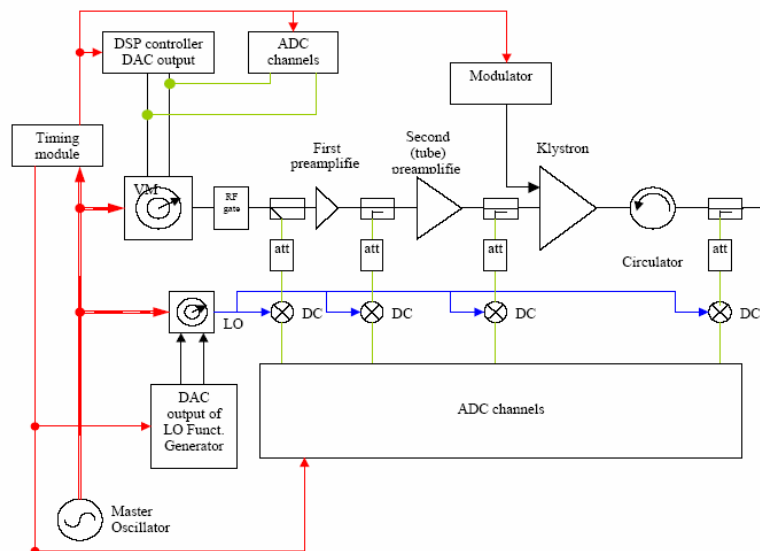 DSP controller
DAC output
ADC
channels
Modulator
Timing
module
First
preamplifie
Second
(tube)
preamplifie
Klystron
VM
RF
gate
att
att
att
att
Circulator
LO
DC
DC
DC
DC
DAC
output of
LO Funct.
Generator
ADC channels
Master
Oscillator